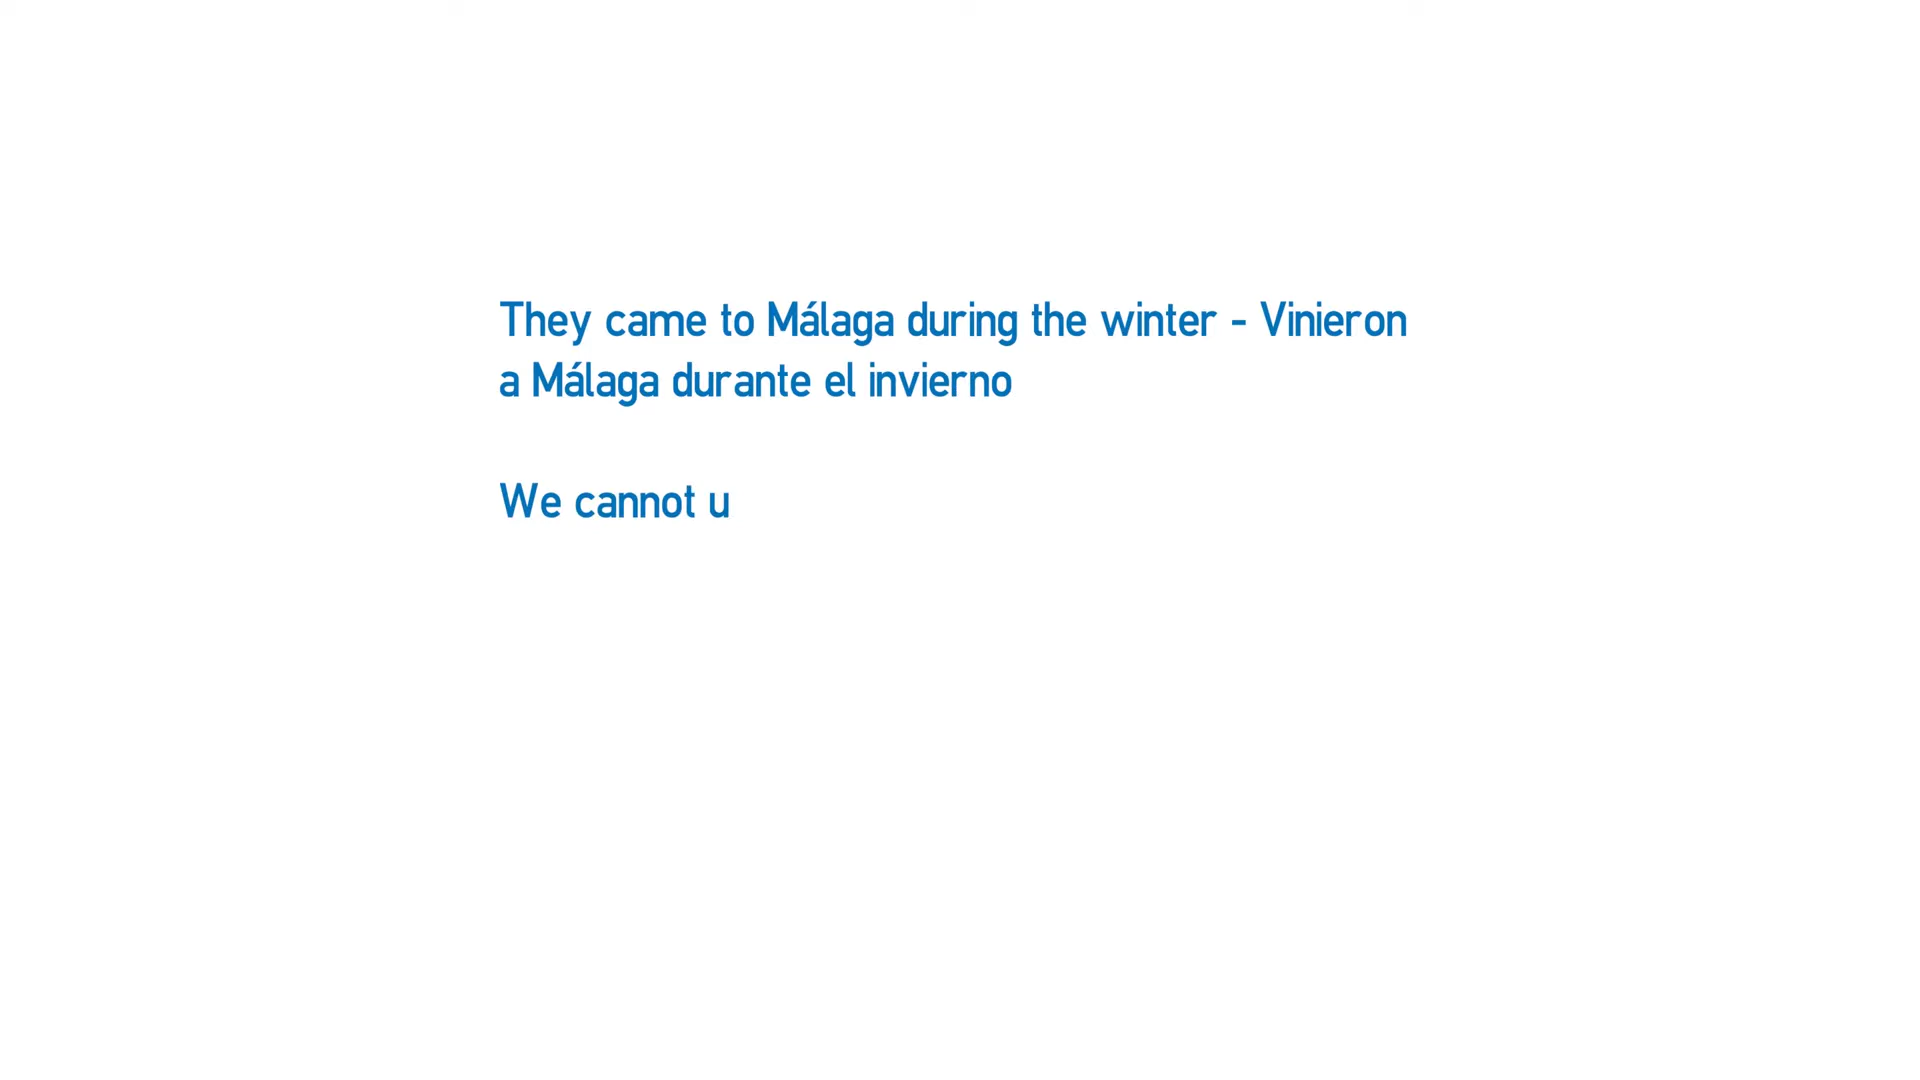 They came to Málaga during the winter - Vinieron
a Málaga durante el invierno
We cannot u